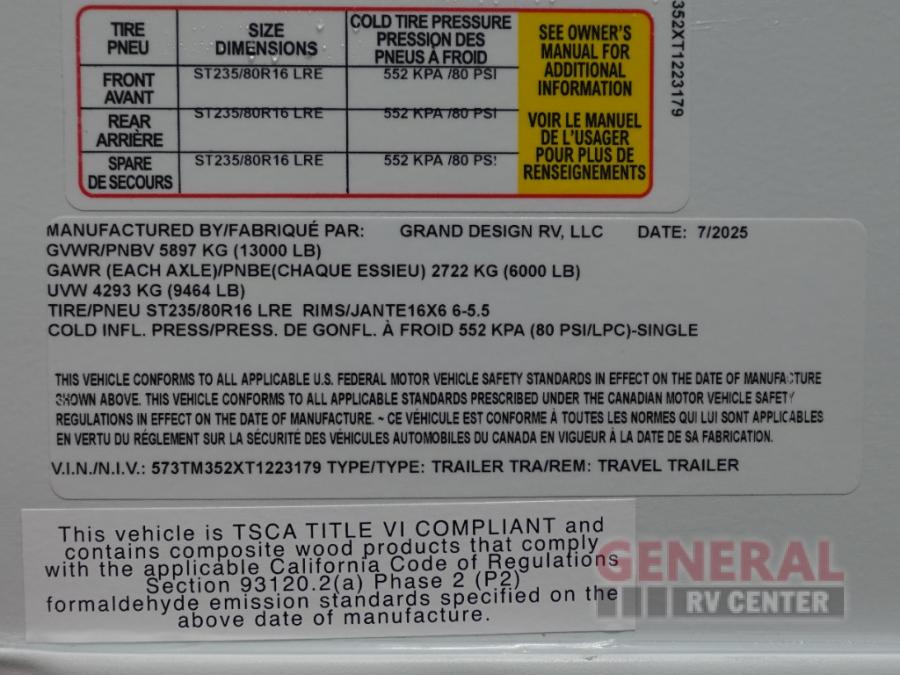 TIRE
PNEU
SIZE
DIMENSIONS
COLD TIRE PRESSURE
PRESSION DES
PNEUS À FROID
SEE OWNER'S
MANUAL FOR
ADDITIONAL
INFORMATION
VOIR LE MANUEL
DE L'USAGER
POUR PLUS DE
RENSEIGNEMENTS
FRONT
AVANT
ST235/80R16 LRE
552 KPA /80 PSI
REAR
ARRIÈRE
ST235/80R16 LRE
552 KPA /80 PSI
SPARE
DE SECOURS
ST235/80R16 LRE
552 KPA /80 PSI
352XT1223179
MANUFACTURED BY/FABRIQUÉ PAR: GRAND DESIGN RV, LLC DATE: 7/2025
GVWR/PNBV 5897 KG (13000 LB)
GAWR (EACH AXLE)/PNBE(CHAQUE ESSIEU) 2722 KG (6000 LB)
UVW 4293 KG (9464 LB)
TIRE/PNEU ST235/80R16 LRE RIMS/JANTE16X6 6-5.5
COLD INFL. PRESS/PRESS. DE GONFL. À FROID 552 KPA (80 PSI/LPC)-SINGLE
THIS VEHICLE CONFORMS TO ALL APPLICABLE U.S. FEDERAL MOTOR VEHICLE SAFETY STANDARDS IN EFFECT ON THE DATE OF MANUFACTURE
SHOWN ABOVE. THIS VEHICLE CONFORMS TO ALL APPLICABLE STANDARDS PRESCRIBED UNDER THE CANADIAN MOTOR VEHICLE SAFETY
REGULATIONS IN EFFECT ON THE DATE OF MANUFACTURE. ~ CE VÉHICULE EST CONFORME À TOUTES LES NORMES QUI LUI SONT APPLICABLES
EN VERTU DU RÉGLEMENT SUR LA SÉCURITÉ DES VÉHICULES AUTOMOBILES DU CANADA EN VIGUEUR À LA DATE DE SA FABRICATION.
V.I.N./N.I.V.: 573TM352XT1223179 TYPE/TYPE: TRAILER TRA/REM: TRAVEL TRAILER
This vehicle is TSCA TITLE VI COMPLIANT and
contains composite wood products that comply
with the applicable California Code of Regulations
Section 93120.2(a) Phase 2 (P2)
formaldehyde emission standards specified on the
above date of manufacture.
GENERAL
RV CENTER